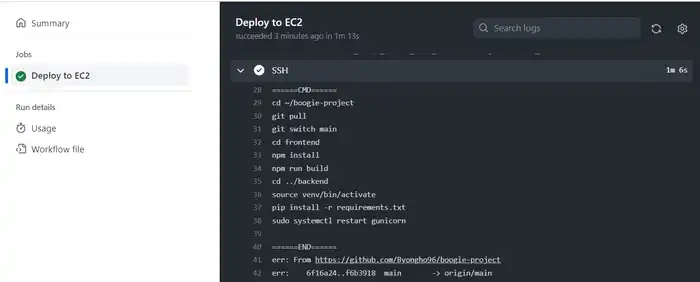 Summary
Jobs
Deploy to EC2
Run details
Usage
Workflow file
Deploy to EC2
succeeded 3 minutes ago in 1m 13s
Search logs
SSH
1m 6s
28 ======CMD======
29 cd ~/boogie-project
30 git pull
31 git switch main
32 cd frontend
33 npm install
34 npm run build
35 cd ../backend
36 source venv/bin/activate
37 pip install -r requirements.txt
38 sudo systemctl restart gunicorn
39
40 ======END======
41 err: From https://github.com/Byongho96/boogie-project
42 err:    6f16a24..f6b3918  main       -> origin/main